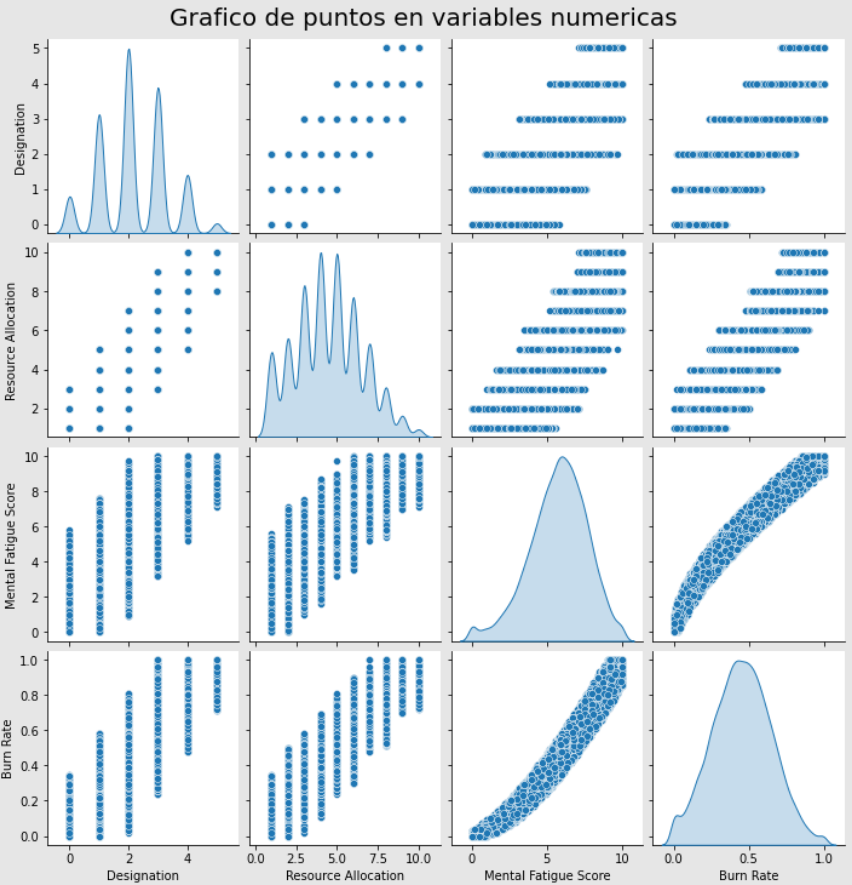 Grafico de puntos en variables numericas
Designation
5
4
3
2
1
0
Resource Allocation
10
8
6
4
2
Mental Fatigue Score
10
8
6
4
2
0
Burn Rate
1.0
0.8
0.6
0.4
0.2
0.0
0 2 4
0.0 2.5 5.0 7.5 10.0
0 5 10
0.0 0.5 1.0
Designation
Resource Allocation
Mental Fatigue Score
Burn Rate